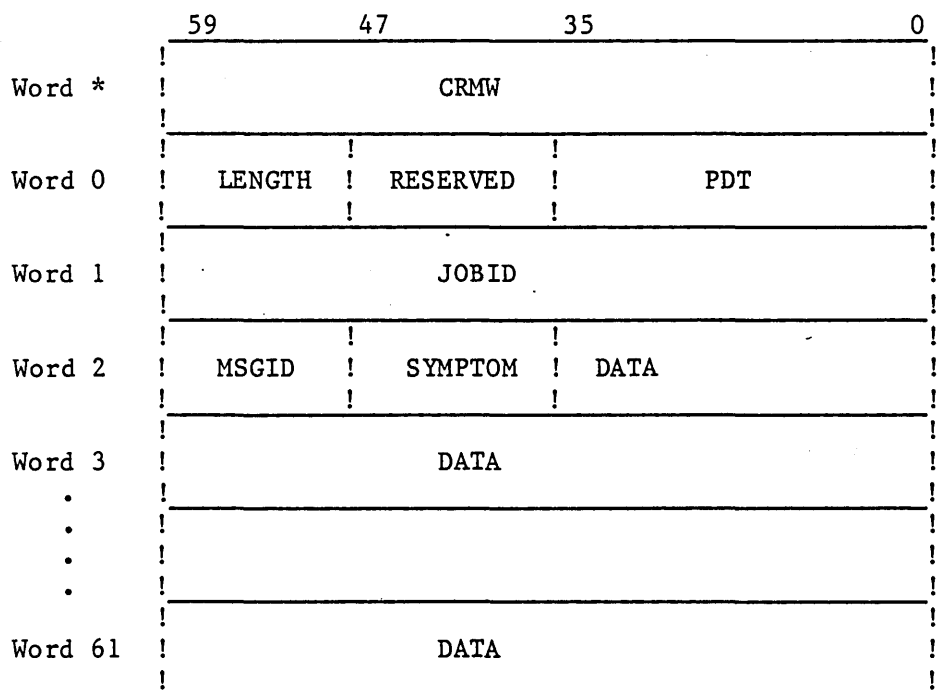 59 47 35 0
Word * CRMW
Word 0 LENGTH RESERVED PDT
Word 1 JOBID
Word 2 MSGID SYMPTOM DATA
Word 3 DATA
Word 61 DATA